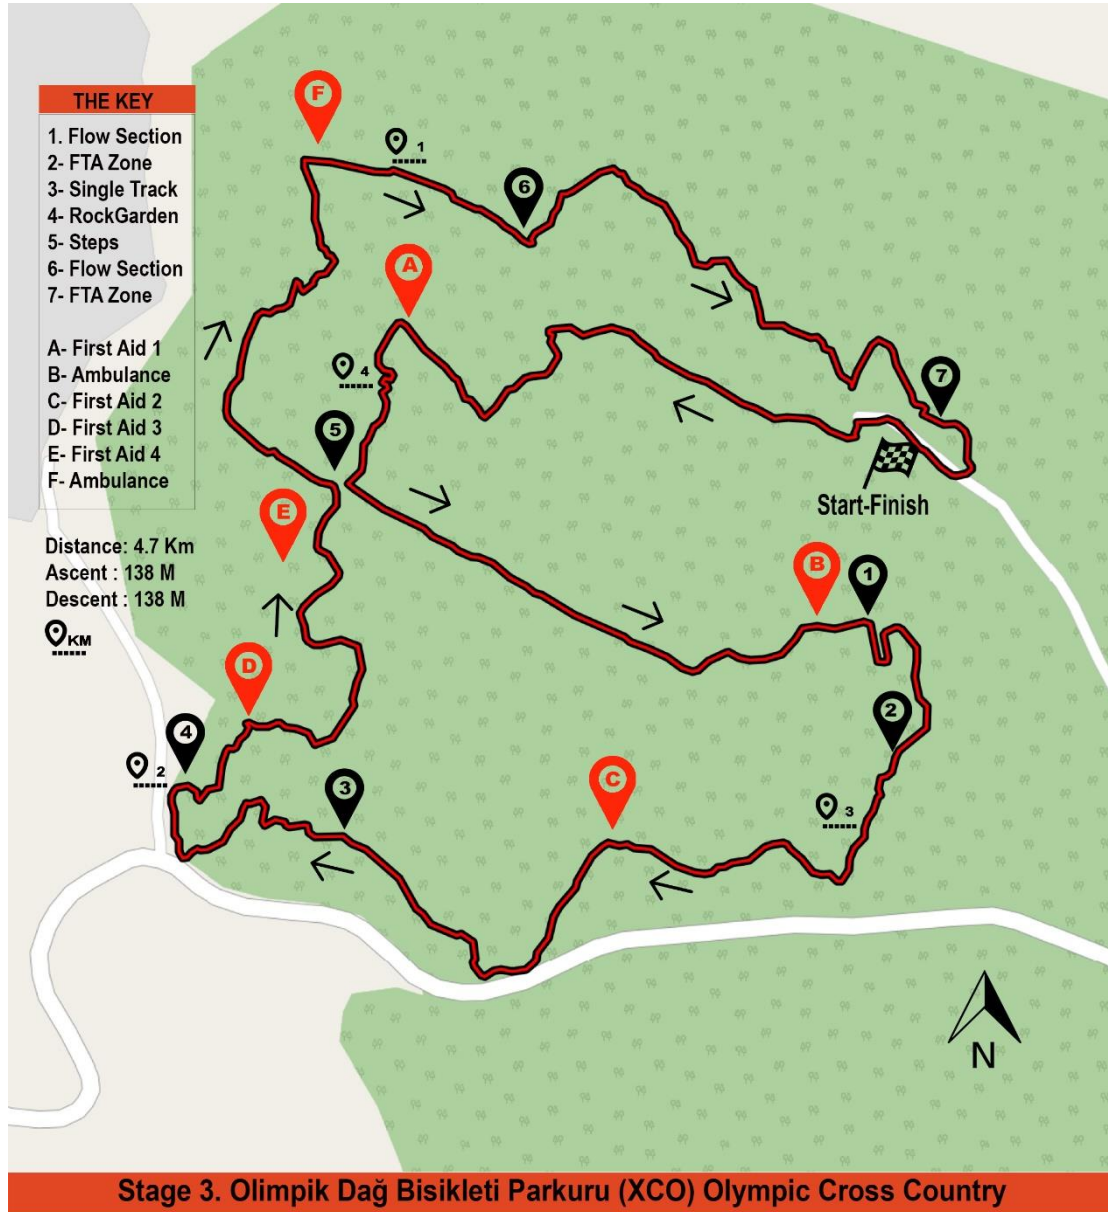 THE KEY
1. Flow Section
2- FTA Zone
3- Single Track
4- RockGarden
5- Steps
6- Flow Section
7- FTA Zone
A- First Aid 1
B- Ambulance
C- First Aid 2
D- First Aid 3
E- First Aid 4
F- Ambulance
Distance: 4.7 Km
Ascent : 138 M
Descent : 138 M
KM
F
1
6
A
4
7
5
Start-Finish
E
B
1
D
2
4
2
C
3
3
N
Stage 3. Olimpik Dağ Bisikleti Parkuru (XCO) Olympic Cross Country